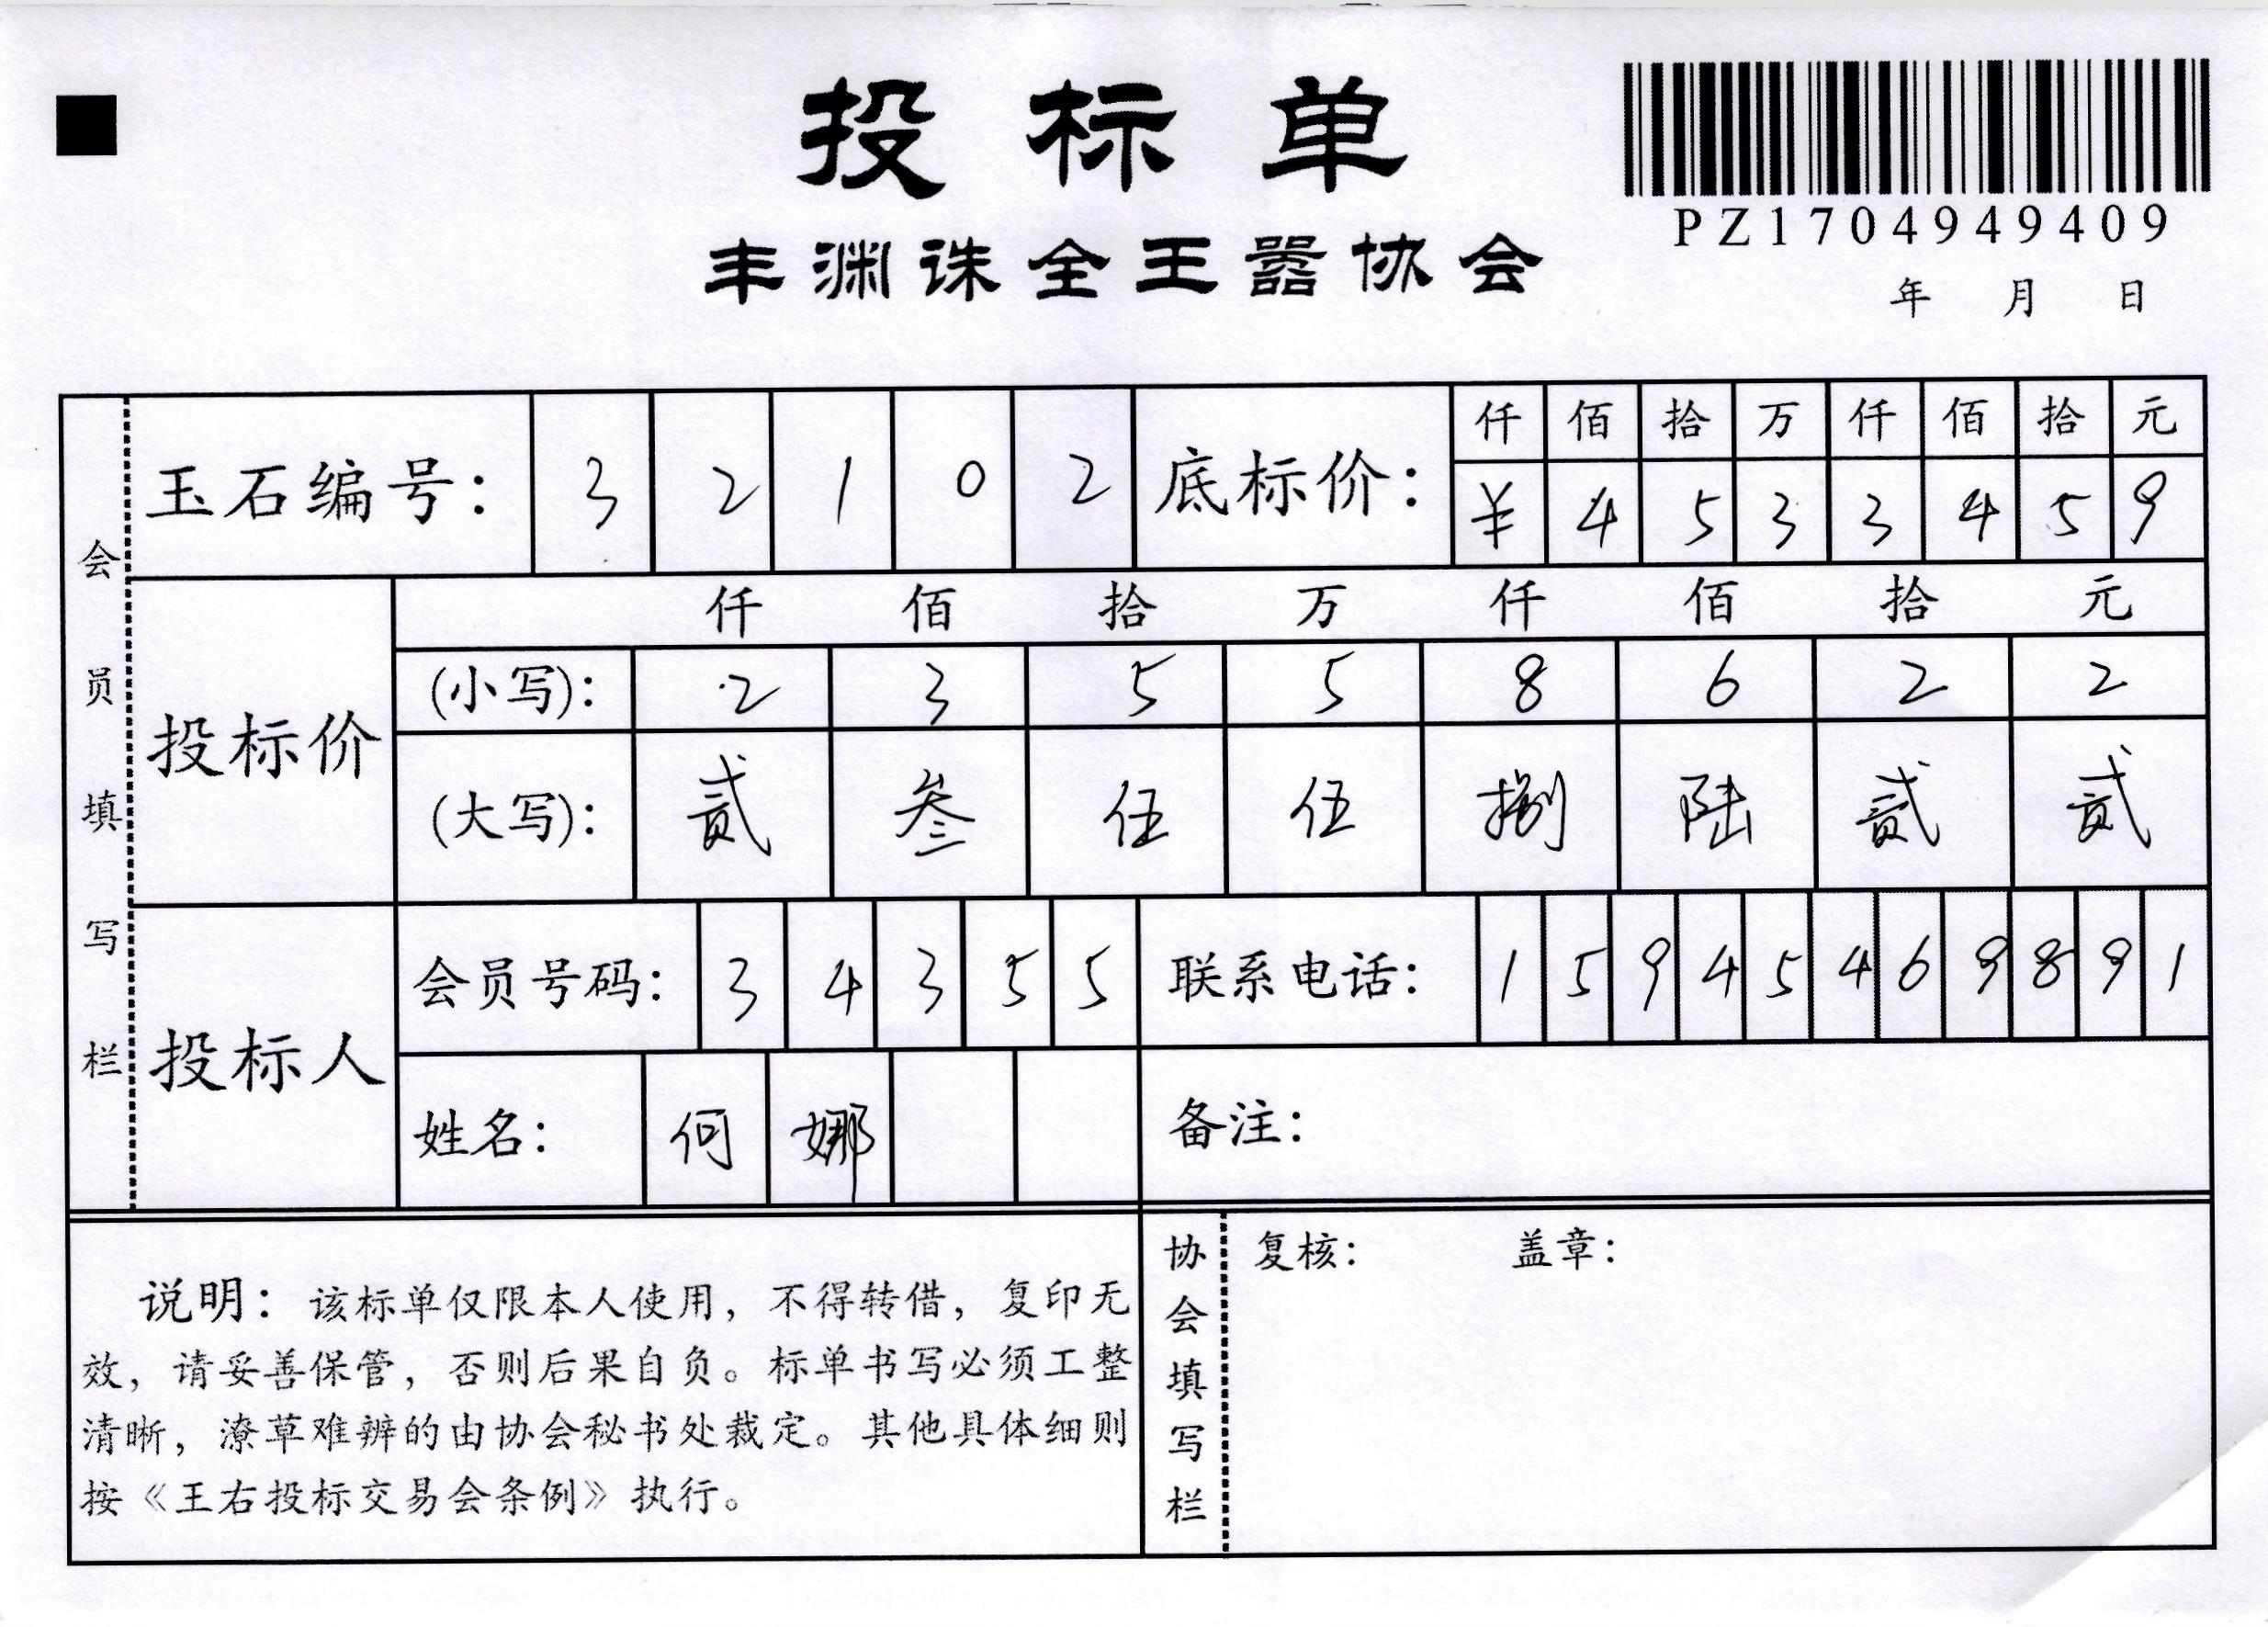 投标单
PZ1704949409
丰渊诛全王嚣协会
年 月 日
会员填写栏
玉石编号： 3 2 1 0 2 底标价： 仟 佰 拾 万 仟 佰 拾 元
¥ 4 5 3 3 4 5 9
投标价 仟 佰 拾 万 仟 佰 拾 元
(小写)： 2 3 5 5 8 6 2 2
(大写)： 贰 叁 伍 伍 捌 陆 贰 贰
投标人 会员号码： 3 4 3 5 5 联系电话： 1 5 9 4 5 4 6 9 8 9 1
姓名： 何 娜 备注：
说明：该标单仅限本人使用，不得转借，复印无
效，请妥善保管，否则后果自负。标单书写必须工整
清晰，潦草难辨的由协会秘书处裁定。其他具体细则
按《王右投标交易会条例》执行。
协会填写栏
复核： 盖章：